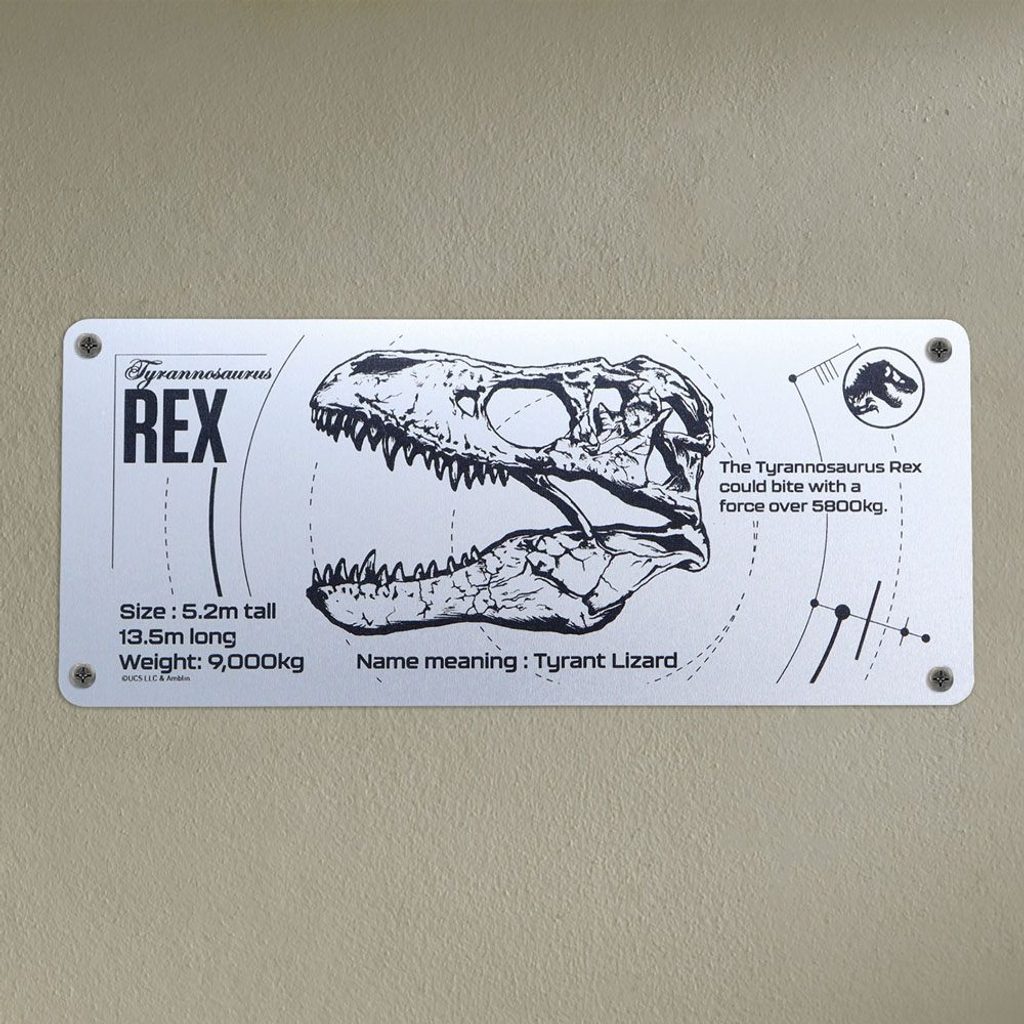 Tyrannosaurus
REX
The Tyrannosaurus Rex
could bite with a
force over 5800kg.
Size : 5.2m tall
13.5m long
Weight: 9,000kg
©UCS LLC & Amblin
Name meaning : Tyrant Lizard